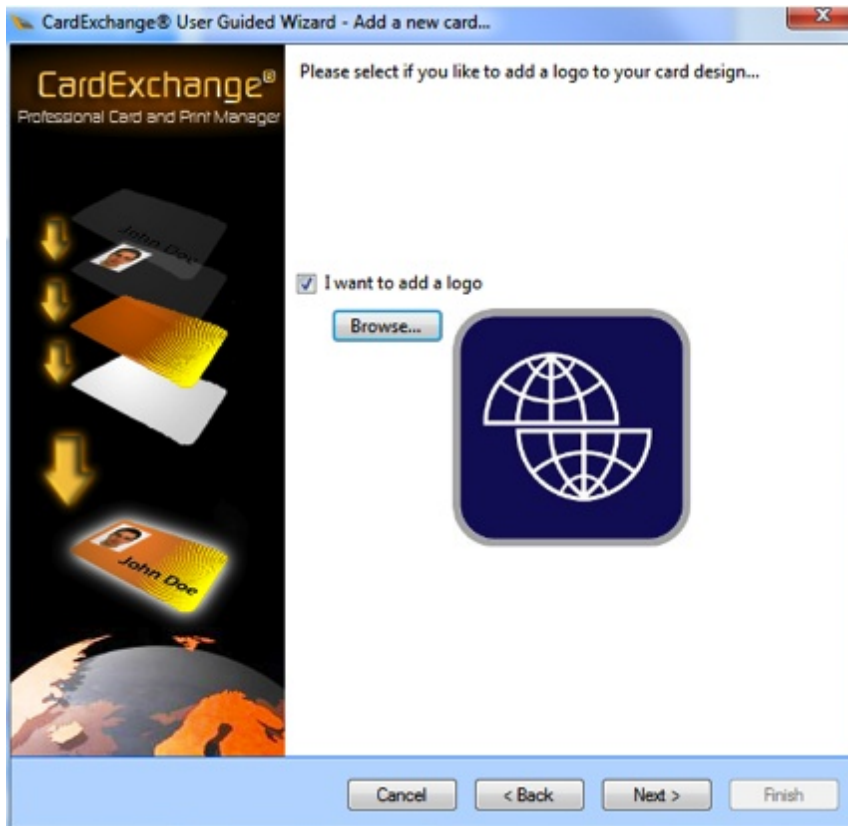 CardExchange® User Guided Wizard - Add a new card...
CardExchange®
Professional Card and Print Manager
Please select if you like to add a logo to your card design...
John Doe
I want to add a logo
Browse...
John Doe
Cancel
< Back
Next >
Finish